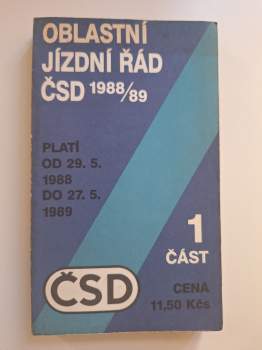 OBLASTNÍ
JÍZDNÍ ŘÁD
ČSD 1988/89
PLATÍ
OD 29. 5.
1988
DO 27. 5.
1989
1
ČÁST
ČSD
CENA
11,50 Kčs